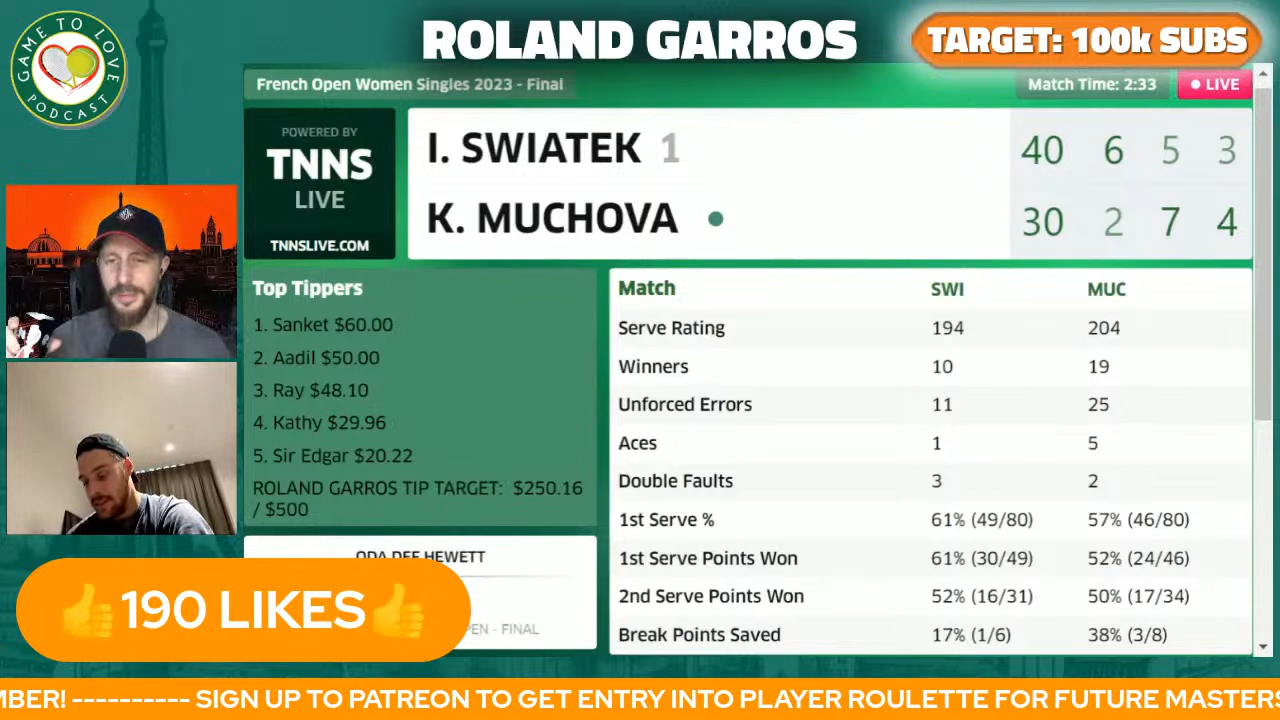 GAME TO LOVE
PODCAST
ROLAND GARROS
TARGET: 100k SUBS
French Open Women Singles 2023 - Final
Match Time: 2:33
LIVE
POWERED BY
TNNS
LIVE
TNNSLIVE.COM
I. SWIATEK 1 40 6 5 3
K. MUCHOVA 30 2 7 4
Top Tippers
1. Sanket $60.00
2. Aadil $50.00
3. Ray $48.10
4. Kathy $29.96
5. Sir Edgar $20.22
ROLAND GARROS TIP TARGET: $250.16
/ $500
Match SWI MUC
Serve Rating 194 204
Winners 10 19
Unforced Errors 11 25
Aces 1 5
Double Faults 3 2
1st Serve % 61% (49/80) 57% (46/80)
1st Serve Points Won 61% (30/49) 52% (24/46)
2nd Serve Points Won 52% (16/31) 50% (17/34)
Break Points Saved 17% (1/6) 38% (3/8)
HEWETT
PEN - FINAL
190 LIKES
MBER! ---------- SIGN UP TO PATREON TO GET ENTRY INTO PLAYER ROULETTE FOR FUTURE MASTERS